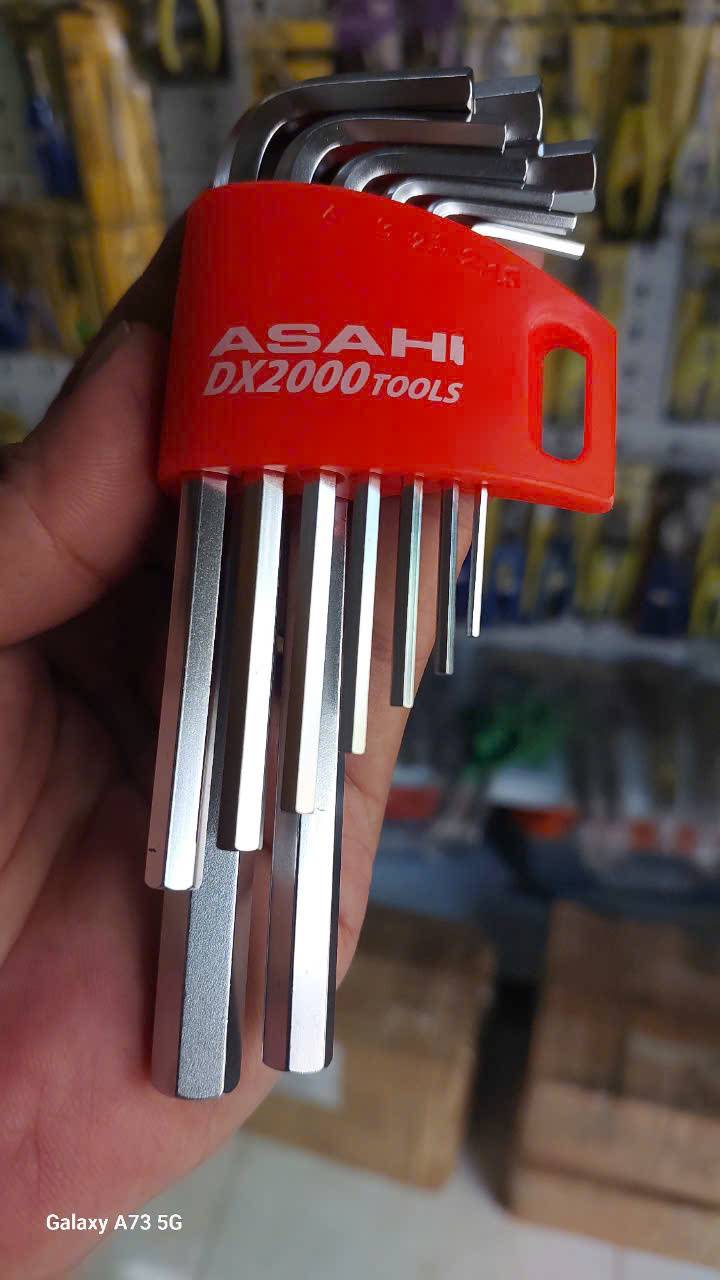 ASAHI
DX2000 TOOLS
Galaxy A73 5G